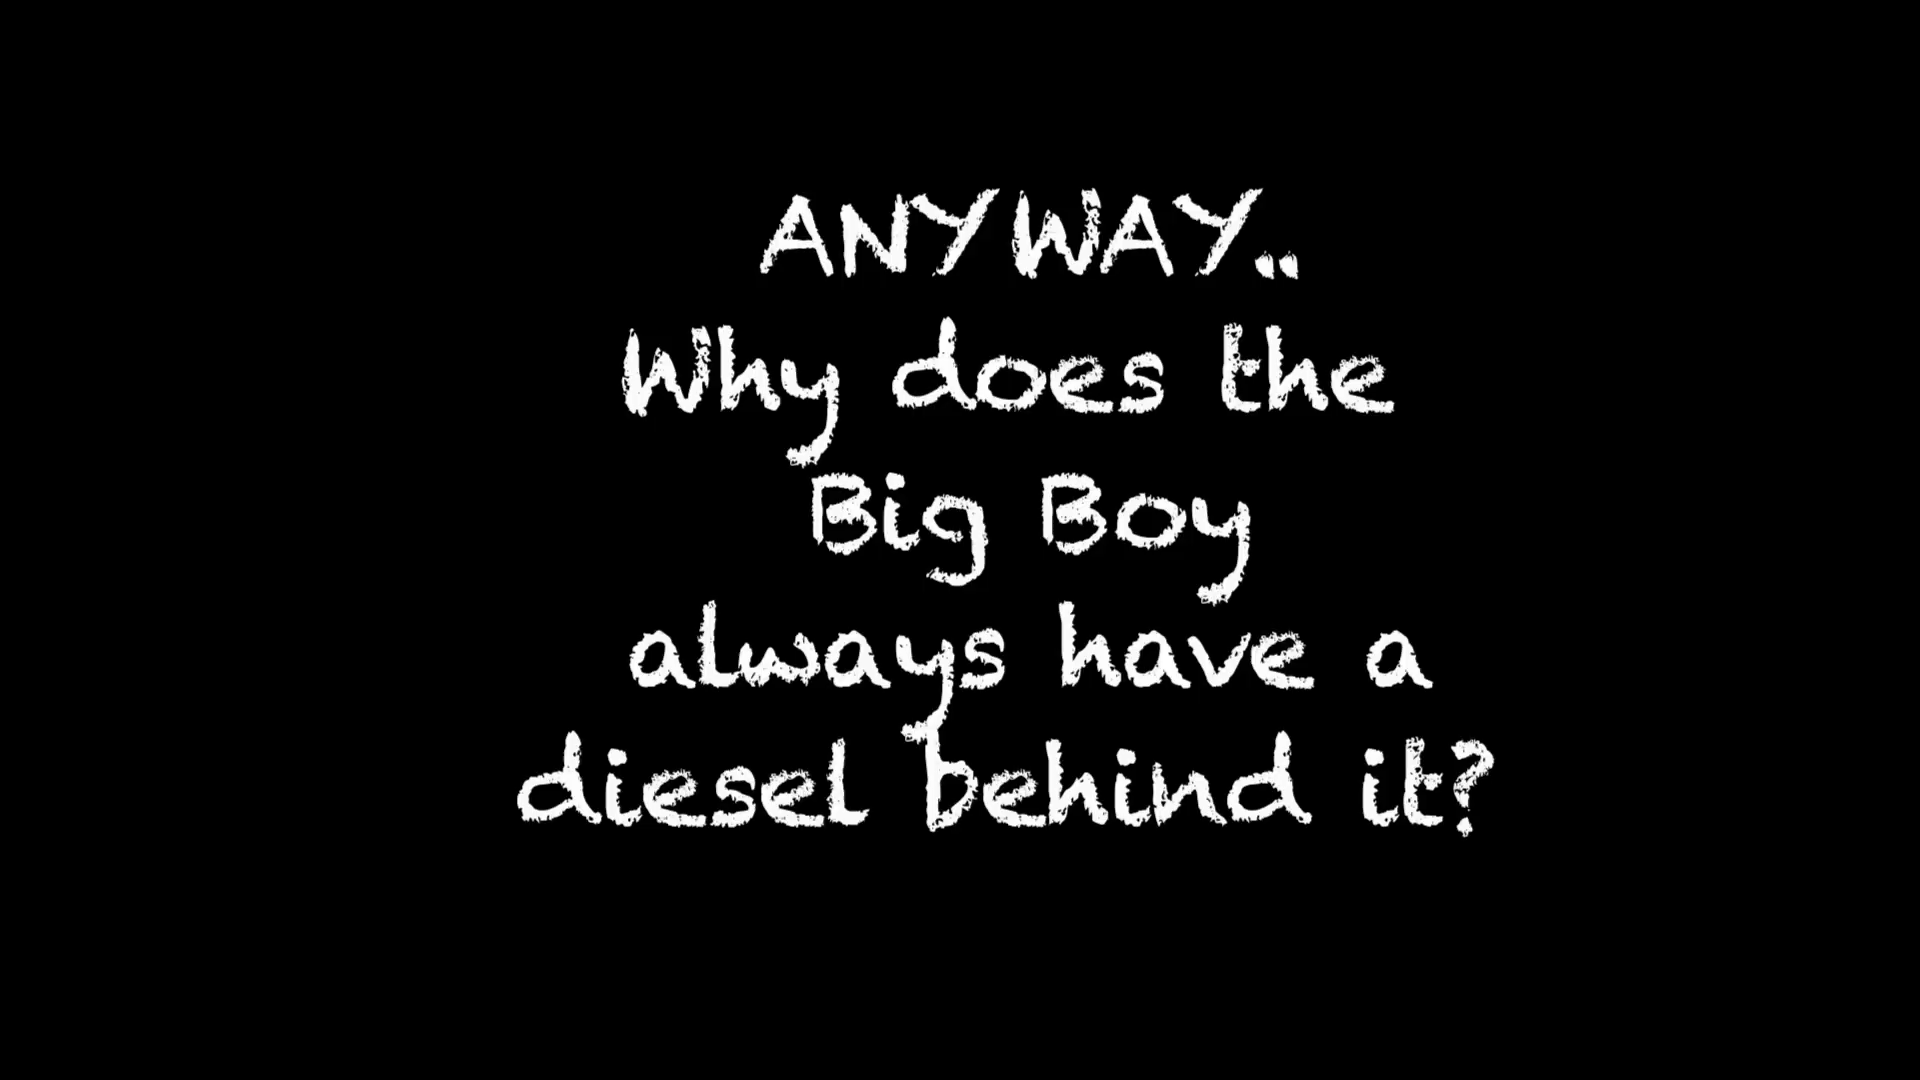 ANYWAY..
Why does the
Big Boy
always have a
diesel behind it?